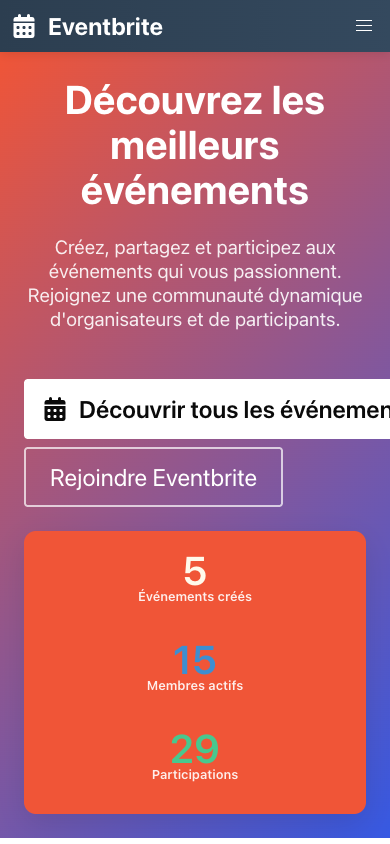 Eventbrite
Découvrez les
meilleurs
événements
Créez, partagez et participez aux
événements qui vous passionnent.
Rejoignez une communauté dynamique
d'organisateurs et de participants.
Découvrir tous les événemen
Rejoindre Eventbrite
5
Événements créés
15
Membres actifs
29
Participations